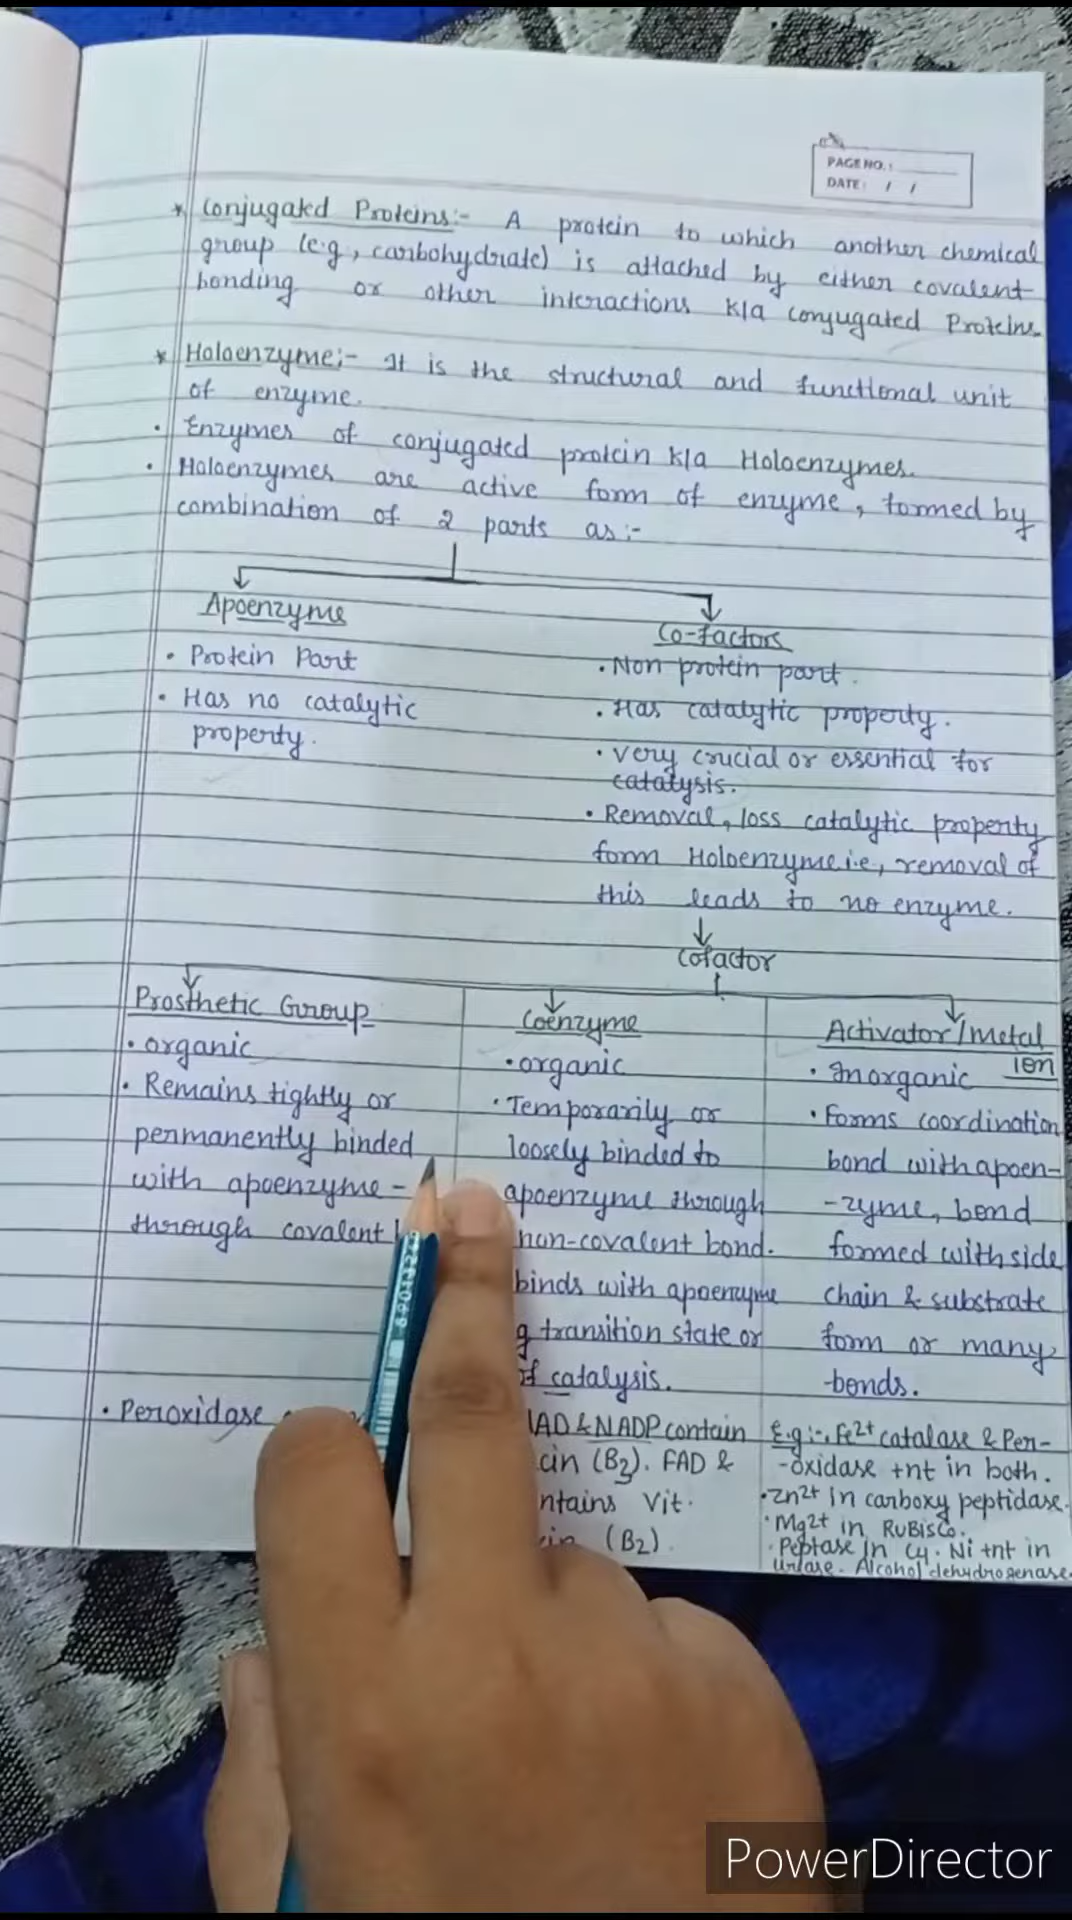 PAGE NO.:
DATE: / /
* Conjugated Proteins:- A protein to which another chemical
group (e.g, carbohydrate) is attached by either covalent
bonding or other interactions K/a conjugated Proteins.
* Holoenzyme:- It is the structural and functional unit
of enzyme.
• Enzymes of conjugated protein K/a Holoenzymes.
• Holoenzymes are active form of enzyme, formed by
combination of 2 parts as:-
Apoenzyme
• Protein Part
• Has no catalytic
property.
Co-factors
• Non protein part.
• Has catalytic property.
• very crucial or essential for
catalysis.
• Removal, loss catalytic property
form Holoenzyme i.e, removal of
this leads to no enzyme.
Cofactor
Prosthetic Group
• organic
• Remains tightly or
permanently binded
with apoenzyme -
through covalent
• Peroxidase
Coenzyme
• organic
• Temporarily or
loosely binded to
apoenzyme through
non-covalent bond.
binds with apoenzyme
transition state or
of catalysis.
NAD & NADP contain
cin (B3). FAD &
ntains Vit.
(B2).
Activator/Metal
ion
• Inorganic
• Forms coordination
bond with apoen-
-zyme, bond
formed with side
chain & substrate
form or many
-bonds.
E.g:-. Fe2+ catalase & Per-
-oxidase +nt in both.
• Zn2+ in carboxy peptidase.
• Mg2+ in RuBisCo.
• Peptase in C4. Ni +nt in
Alcohol dehydrogenase.
PowerDirector